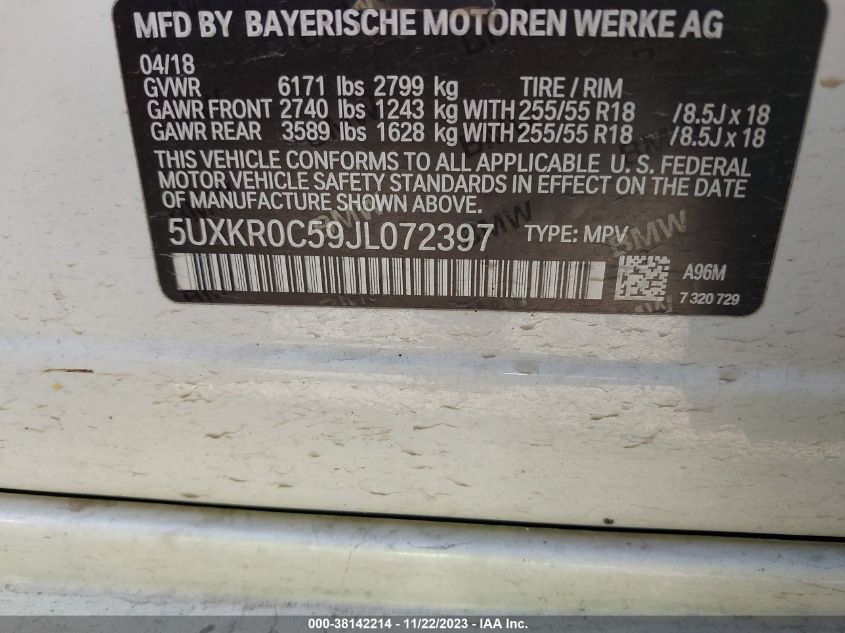 MFD BY BAYERISCHE MOTOREN WERKE AG
04/18
GVWR 6171 lbs 2799 kg TIRE / RIM
GAWR FRONT 2740 lbs 1243 kg WITH 255/55 R18 /8.5J x 18
GAWR REAR 3589 lbs 1628 kg WITH 255/55 R18 /8.5J x 18
THIS VEHICLE CONFORMS TO ALL APPLICABLE U. S. FEDERAL
MOTOR VEHICLE SAFETY STANDARDS IN EFFECT ON THE DATE
OF MANUFACTURE SHOWN ABOVE.
5UXKR0C59JL072397 TYPE: MPV
A96M
7 320 729
000-38142214 - 11/22/2023 - IAA Inc.